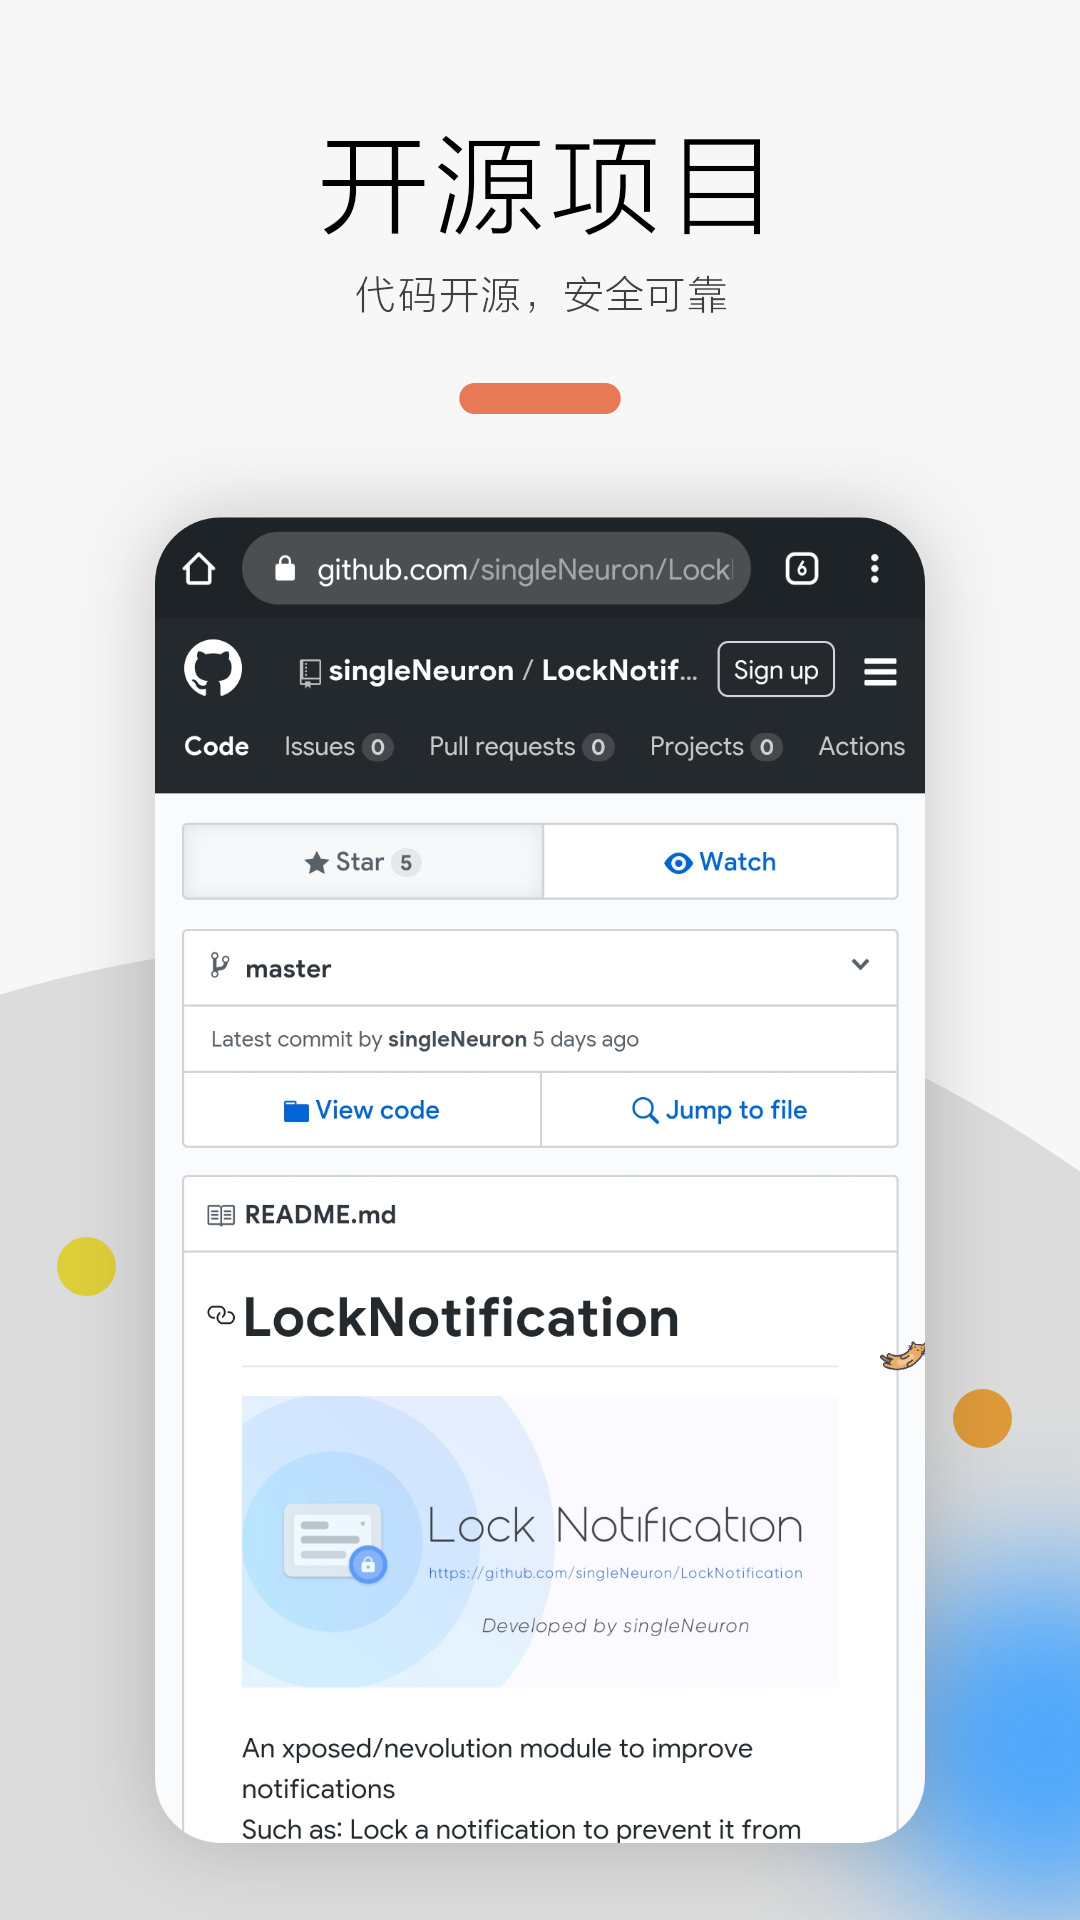 开源项目
代码开源，安全可靠
github.com/singleNeuron/Lock
6
singleNeuron / LockNotif...
Sign up
Code Issues 0 Pull requests 0 Projects 0 Actions
Star 5
Watch
master
Latest commit by singleNeuron 5 days ago
View code
Jump to file
README.md
LockNotification
Lock Notification
https://github.com/singleNeuron/LockNotification
Developed by singleNeuron
An xposed/nevolution module to improve
notifications
Such as: Lock a notification to prevent it from